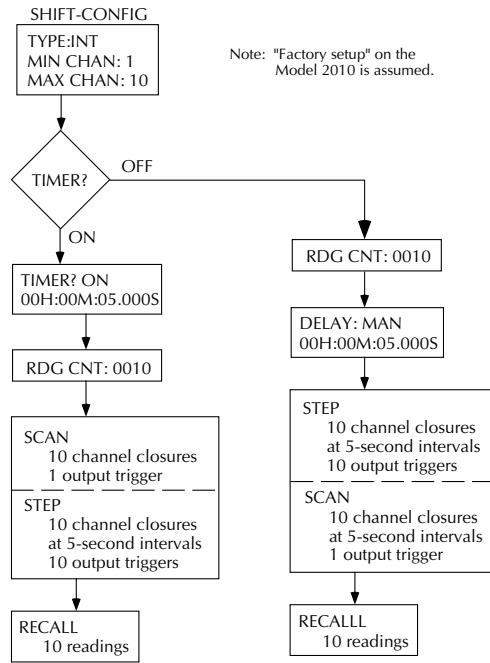 SHIFT-CONFIG
TYPE:INT
MIN CHAN: 1
MAX CHAN: 10
Note: "Factory setup" on the
Model 2010 is assumed.
TIMER?
OFF
ON
TIMER? ON
00H:00M:05.000S
RDG CNT: 0010
SCAN
10 channel closures
1 output trigger
STEP
10 channel closures
at 5-second intervals
10 output triggers
RECALL
10 readings
RDG CNT: 0010
DELAY: MAN
00H:00M:05.000S
STEP
10 channel closures
at 5-second intervals
10 output triggers
SCAN
10 channel closures
at 5-second intervals
1 output trigger
RECALLL
10 readings